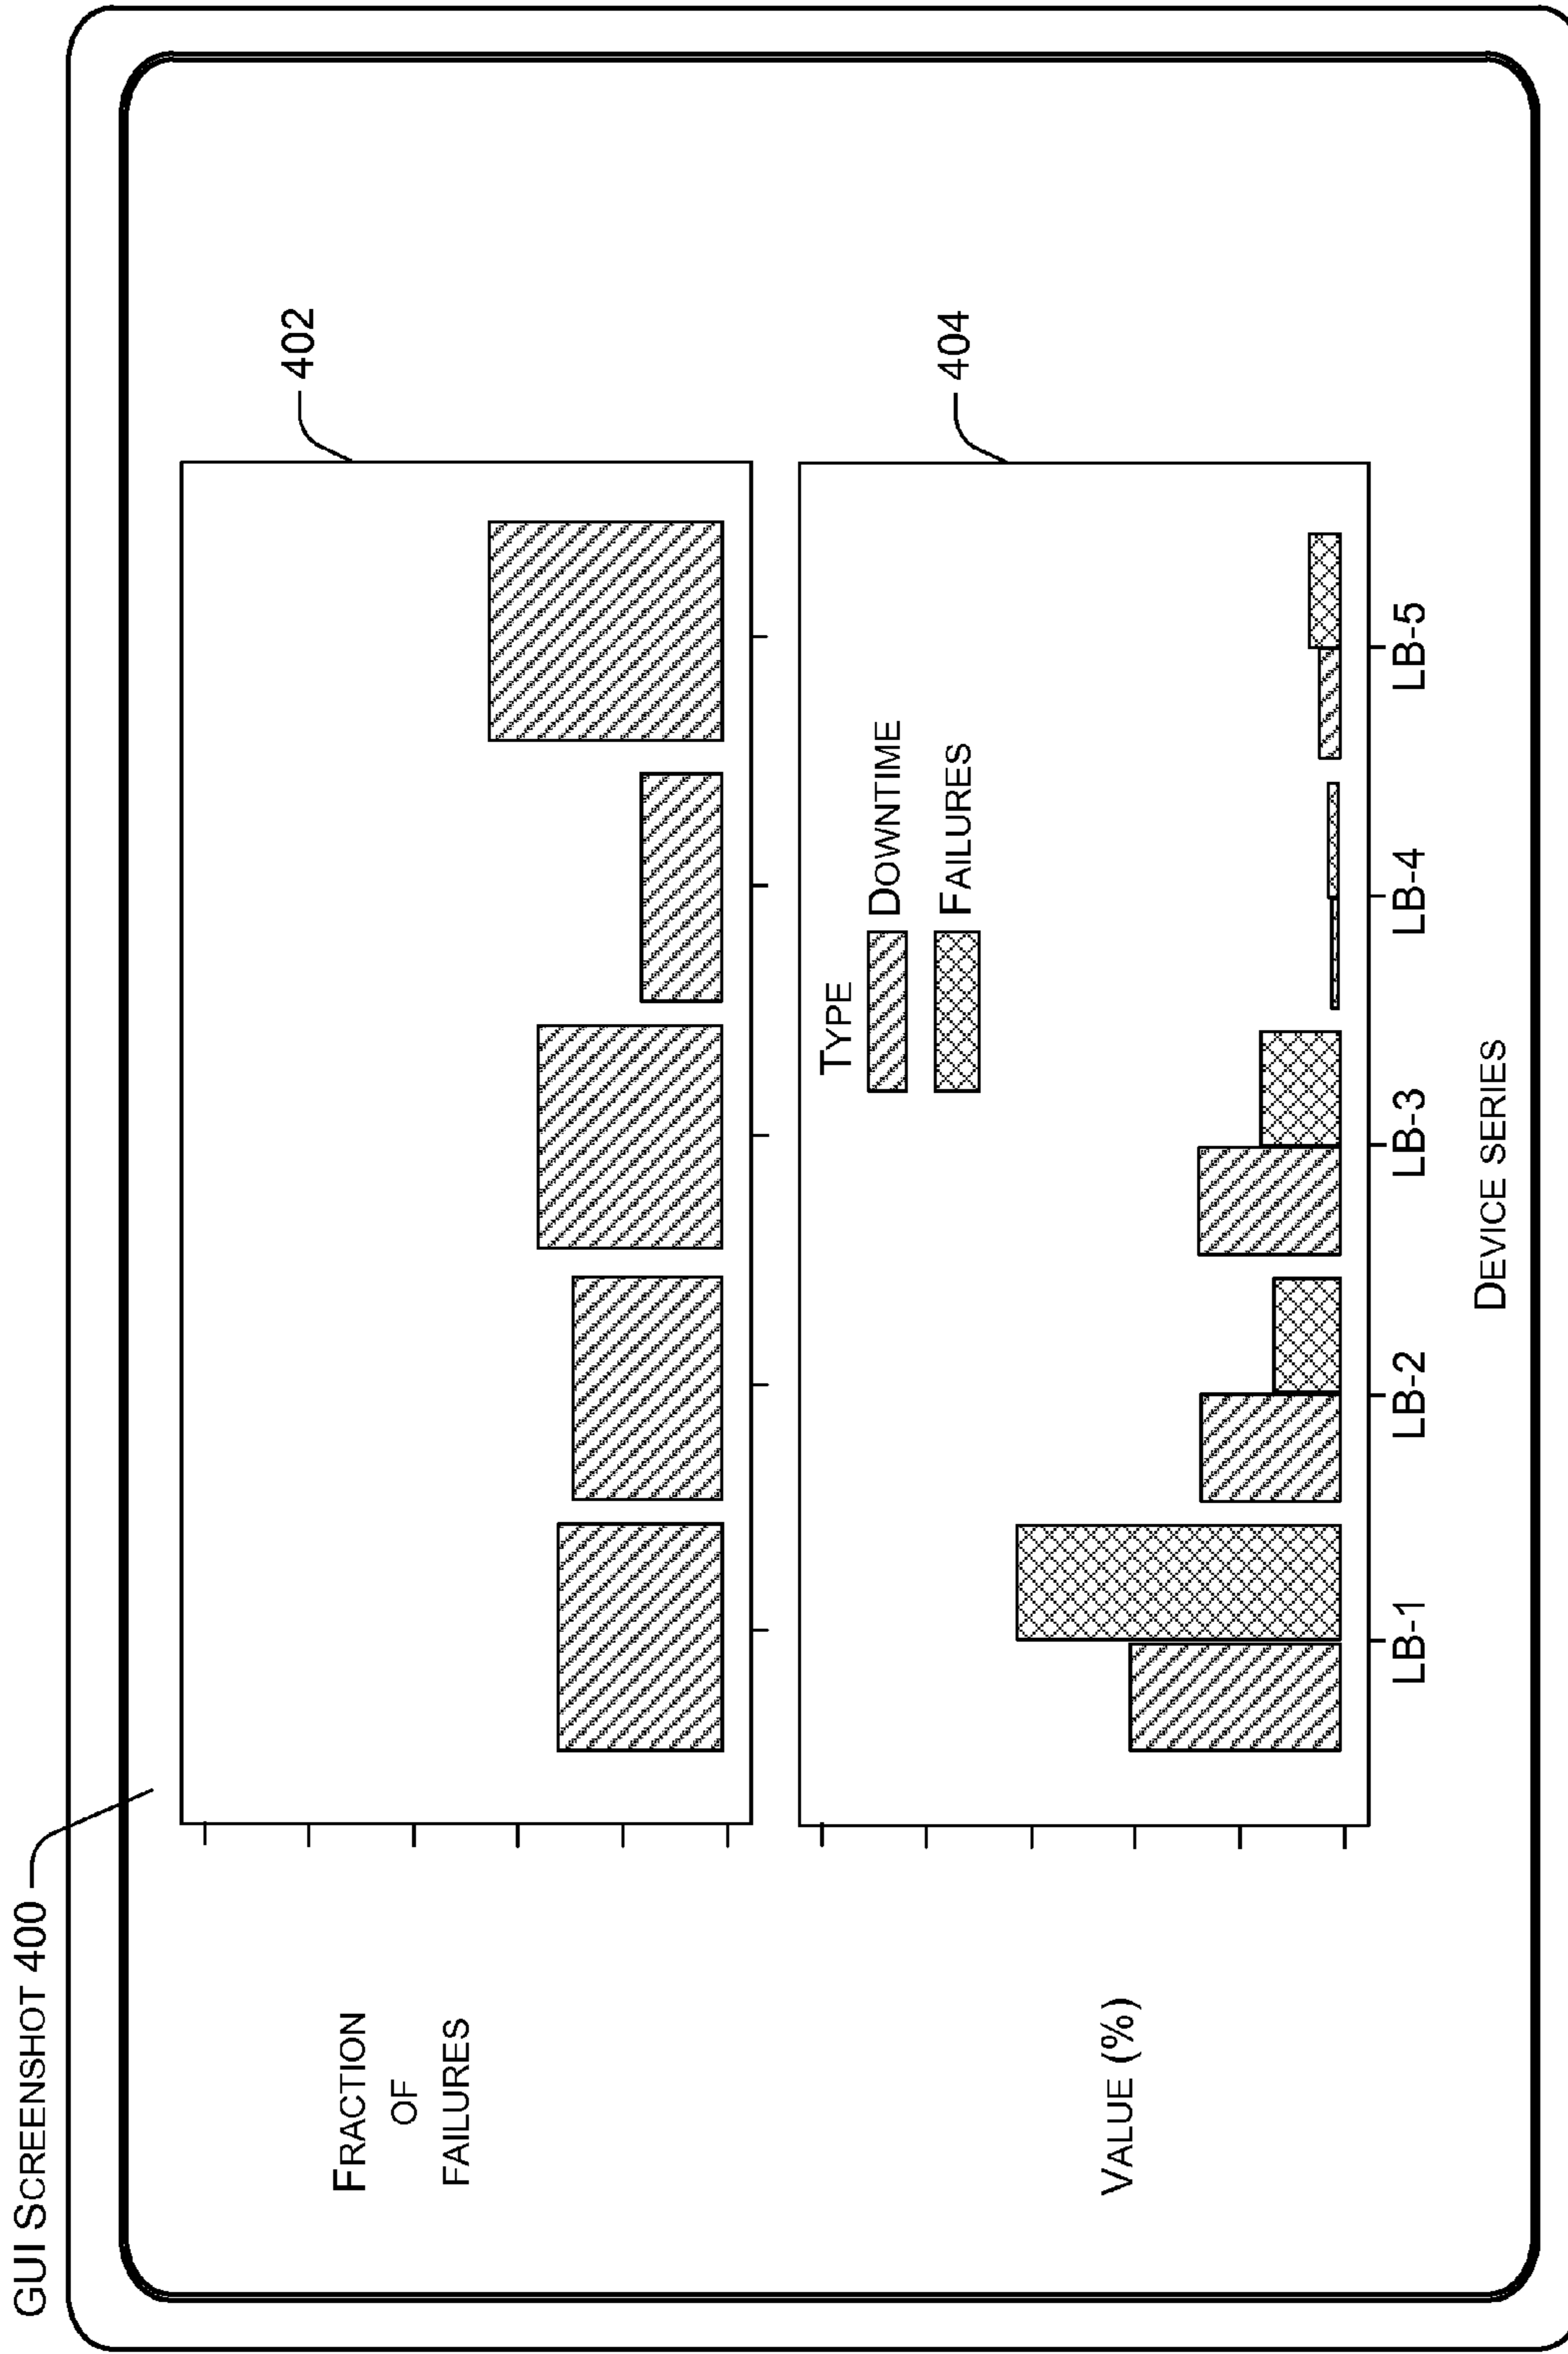 GUI SCREENSHOT 400
402
FRACTION
OF
FAILURES
404
TYPE
DOWNTIME
FAILURES
VALUE (%)
LB-1 LB-2 LB-3 LB-4 LB-5
DEVICE SERIES